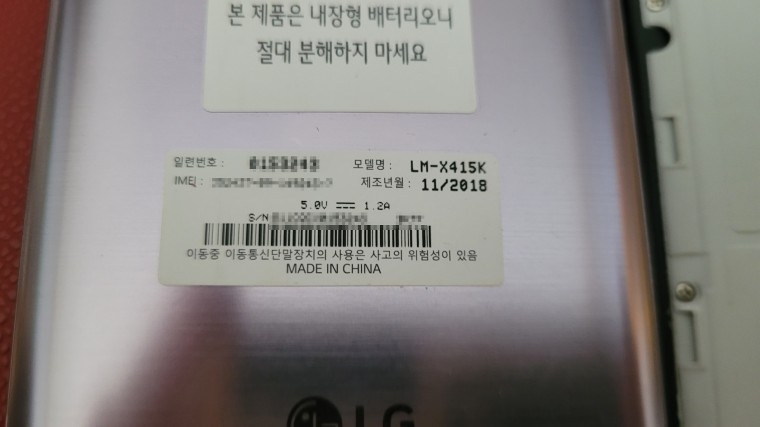 본 제품은 내장형 배터리오니
절대 분해하지 마세요
일련번호 : 모델명 : LM-X415K
IMEI : 제조년월 : 11/2018
5.0V ⎓ 1.2A
S/N
이동중 이동통신단말장치의 사용은 사고의 위험성이 있음
MADE IN CHINA
LG